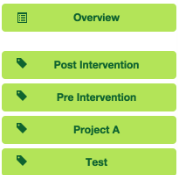 Overview
Post Intervention
Pre Intervention
Project A
Test